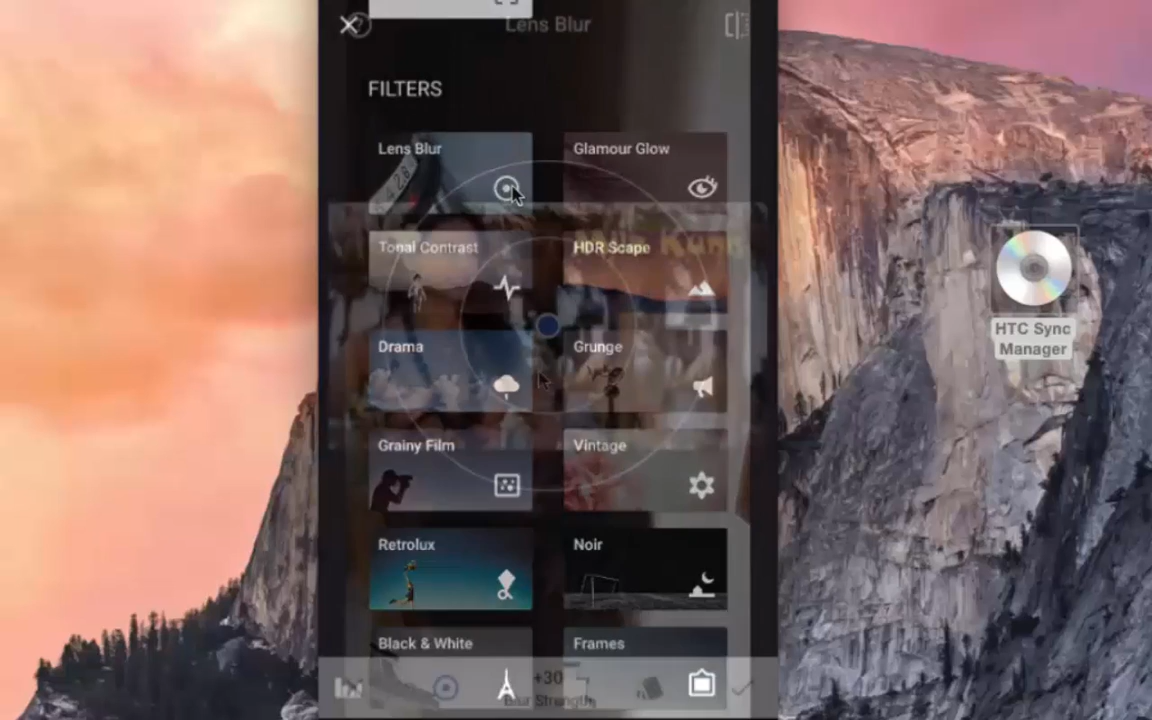 Lens Blur
FILTERS
Lens Blur
Glamour Glow
Tonal Contrast
HDR Scape
Drama
Grunge
Grainy Film
Vintage
Retrolux
Noir
Black & White
Frames
+30
Blur Strength
HTC Sync
Manager